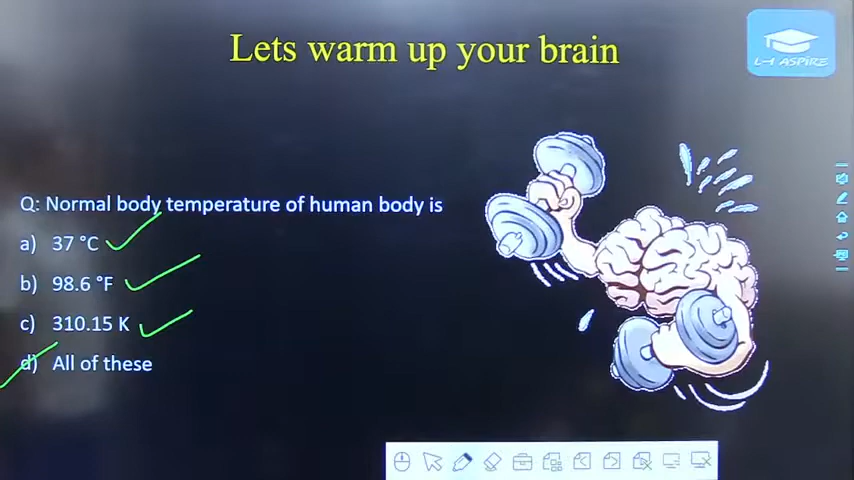 Lets warm up your brain
L-I ASPIRE
Q: Normal body temperature of human body is
a) 37 °C
b) 98.6 °F
c) 310.15 K
d) All of these